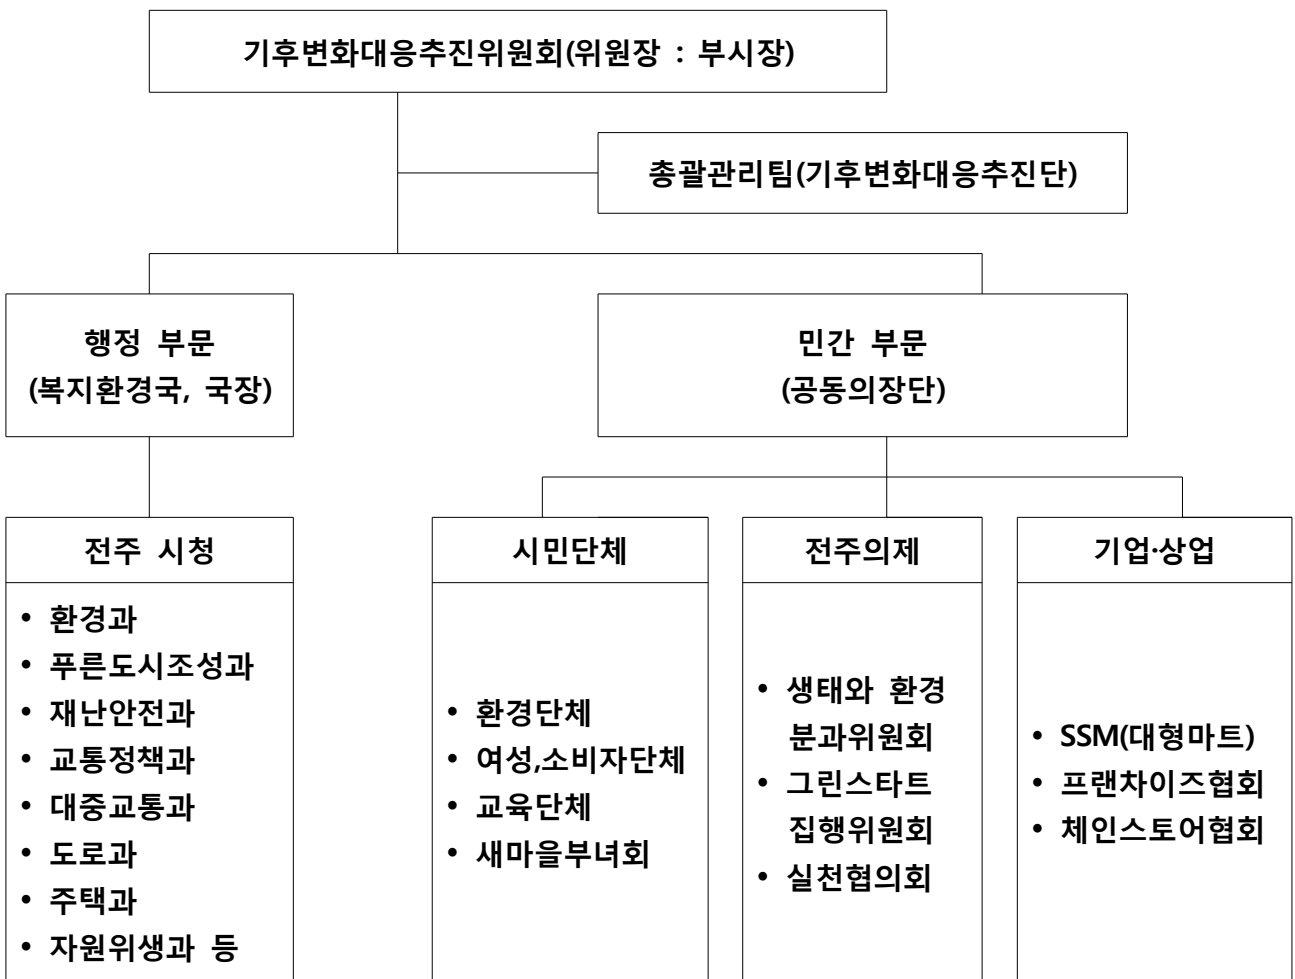 기후변화대응추진위원회(위원장 : 부시장)
총괄관리팀(기후변화대응추진단)
행정 부문
(복지환경국, 국장)
민간 부문
(공동의장단)
전주 시청
• 환경과
• 푸른도시조성과
• 재난안전과
• 교통정책과
• 대중교통과
• 도로과
• 주택과
• 자원위생과 등
시민단체
• 환경단체
• 여성,소비자단체
• 교육단체
• 새마을부녀회
전주의제
• 생태와 환경
분과위원회
• 그린스타트
집행위원회
• 실천협의회
기업·상업
• SSM(대형마트)
• 프랜차이즈협회
• 체인스토어협회